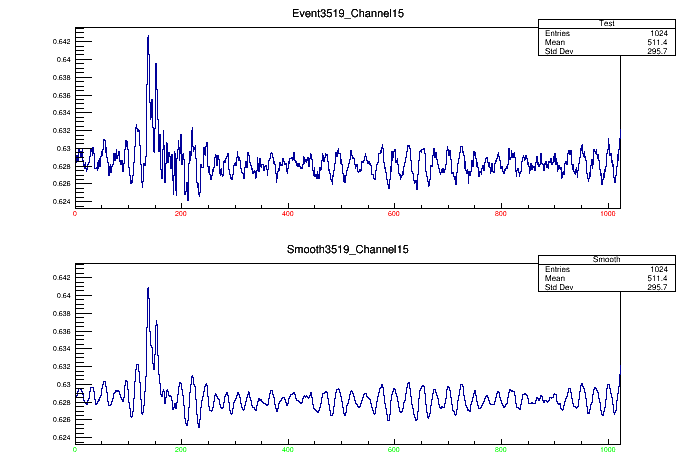 Event3519_Channel15
Test
Entries 1024
Mean 511.4
Std Dev 295.7
0.642
0.64
0.638
0.636
0.634
0.632
0.63
0.628
0.626
0.624
0 200 400 600 800 1000
Smooth3519_Channel15
Smooth
Entries 1024
Mean 511.4
Std Dev 295.7
0.642
0.64
0.638
0.636
0.634
0.632
0.63
0.628
0.626
0.624
0 200 400 600 800 1000